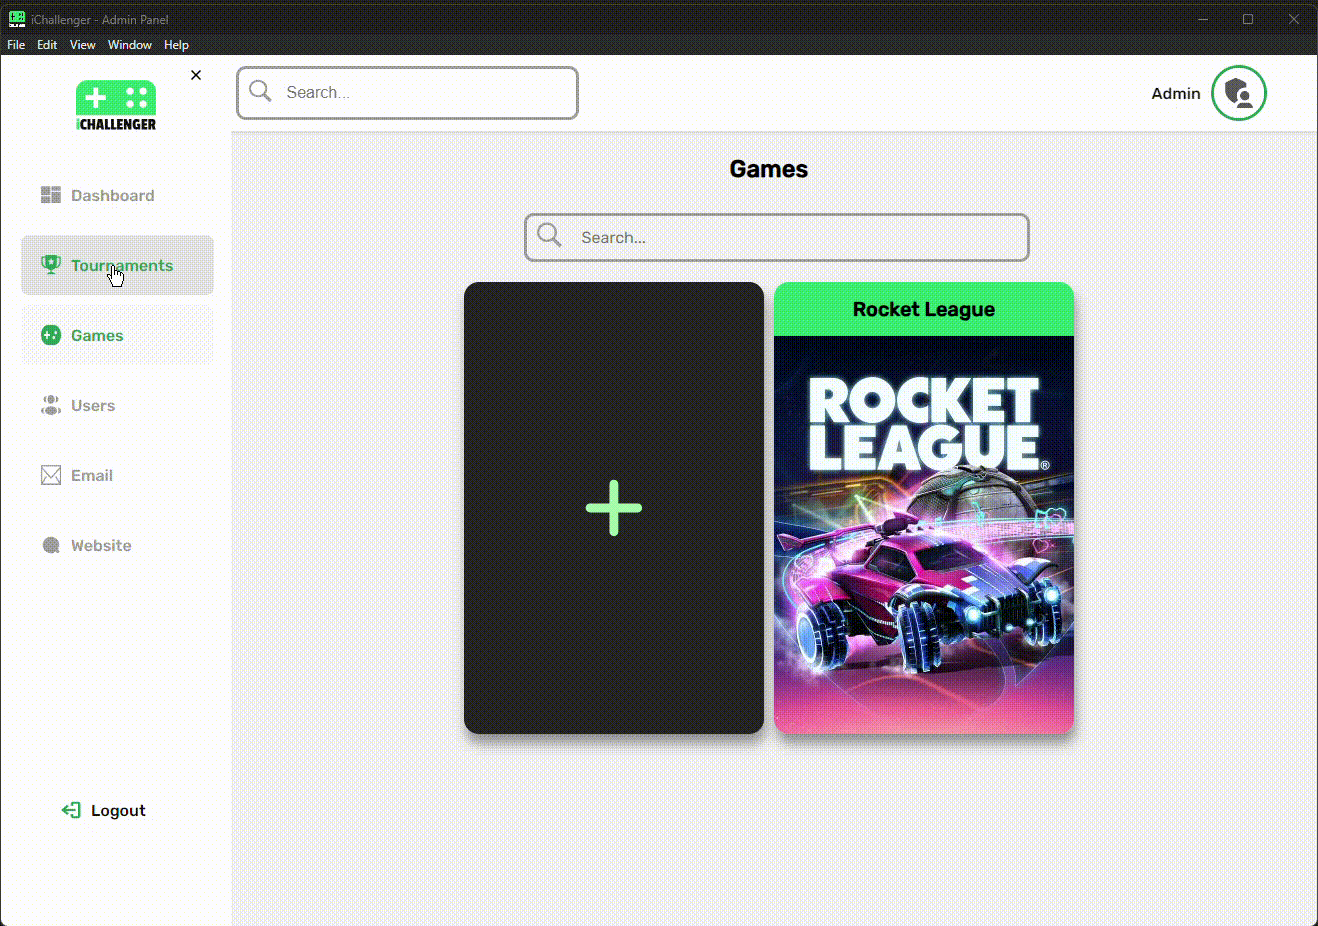 iChallenger - Admin Panel
File Edit View Window Help
iCHALLENGER
Search...
Admin
Dashboard
Tournaments
Games
Users
Email
Website
Logout
Games
Search...
Rocket League
ROCKET
LEAGUE®